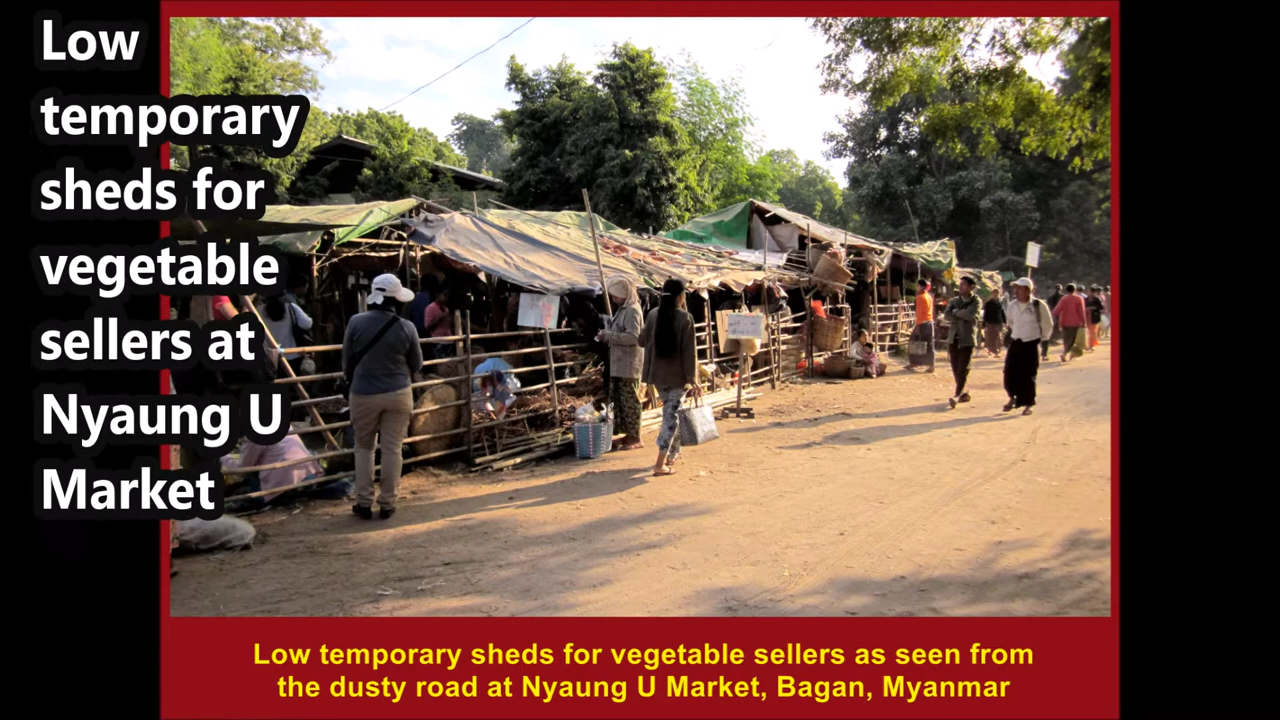 Low
temporary
sheds for
vegetable
sellers at
Nyaung U
Market
Low temporary sheds for vegetable sellers as seen from
the dusty road at Nyaung U Market, Bagan, Myanmar